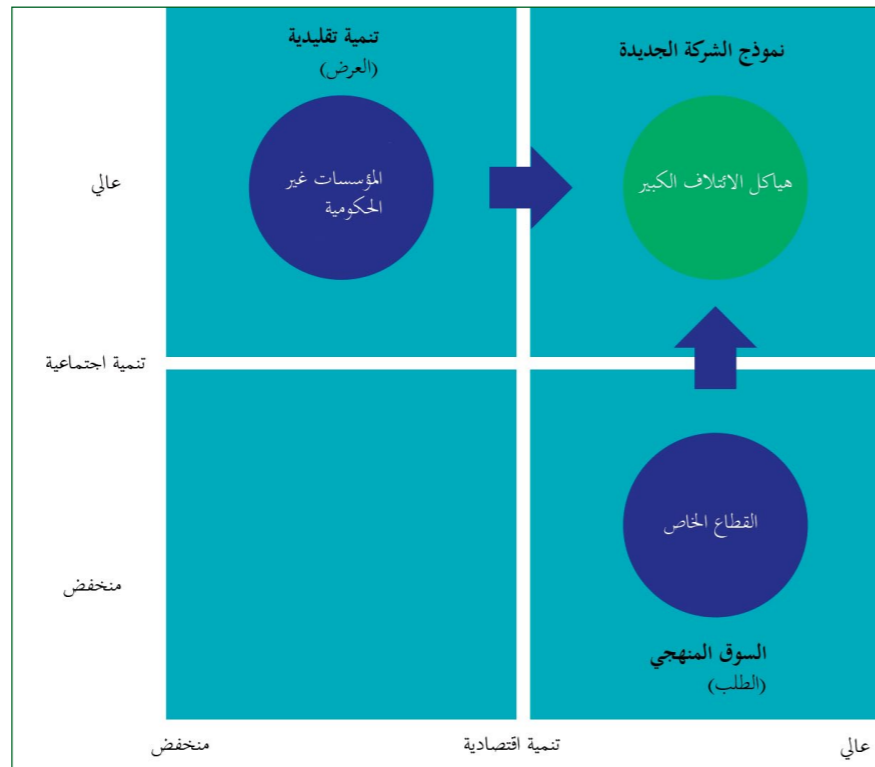 نموذج الشركة الجديدة
تنمية تقليدية
(العرض)
هياكل الائتلاف الكبير
المؤسسات غير
الحكومية
عالي
تنمية اجتماعية
القطاع الخاص
منخفض
السوق المنهجي
(الطلب)
عالي
تنمية اقتصادية
منخفض